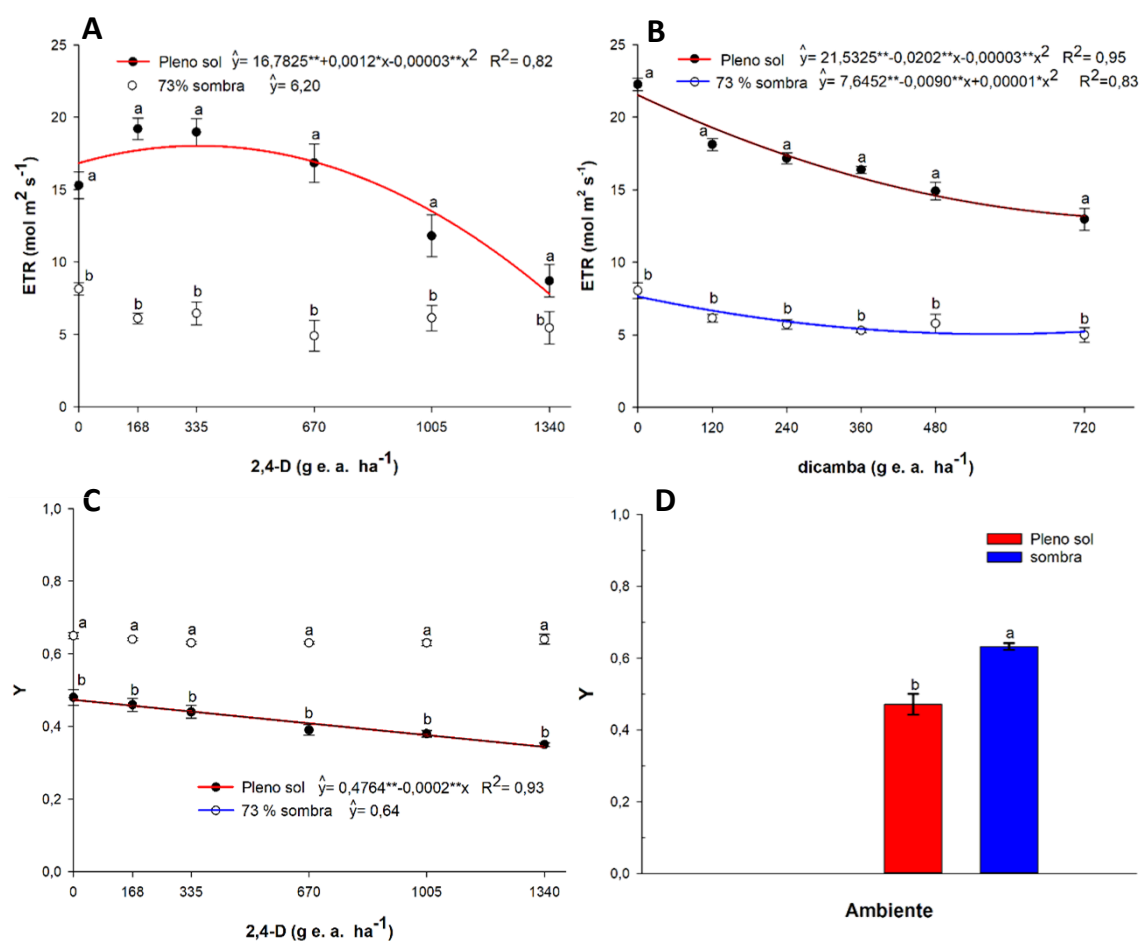 A
Pleno sol ŷ= 16,7825**+0,0012*x-0,00003**x² R²= 0,82
73% sombra ŷ= 6,20
ETR (mol m² s⁻¹)
25
20
15
10
5
0
a
a
a
a
a
a
b
b
b
b
b
b
0 168 335 670 1005 1340
2,4-D (g e. a. ha⁻¹)
B
Pleno sol ŷ= 21,5325**-0,0202**x-0,00003**x² R²= 0,95
73 % sombra ŷ= 7,6452**-0,0090**x+0,00001*x² R²=0,83
ETR (mol m² s⁻¹)
25
20
15
10
5
0
a
a
a
a
a
a
b
b
b
b
b
b
0 120 240 360 480 720
dicamba (g e. a. ha⁻¹)
C
Y
1,0
0,8
0,6
0,4
0,2
0,0
a
a
a
a
a
a
b
b
b
b
b
b
Pleno sol ŷ= 0,4764**-0,0002**x R²= 0,93
73 % sombra ŷ= 0,64
0 168 335 670 1005 1340
2,4-D (g e. a. ha⁻¹)
D
Pleno sol
sombra
Y
1,0
0,8
0,6
0,4
0,2
0,0
b
a
Ambiente